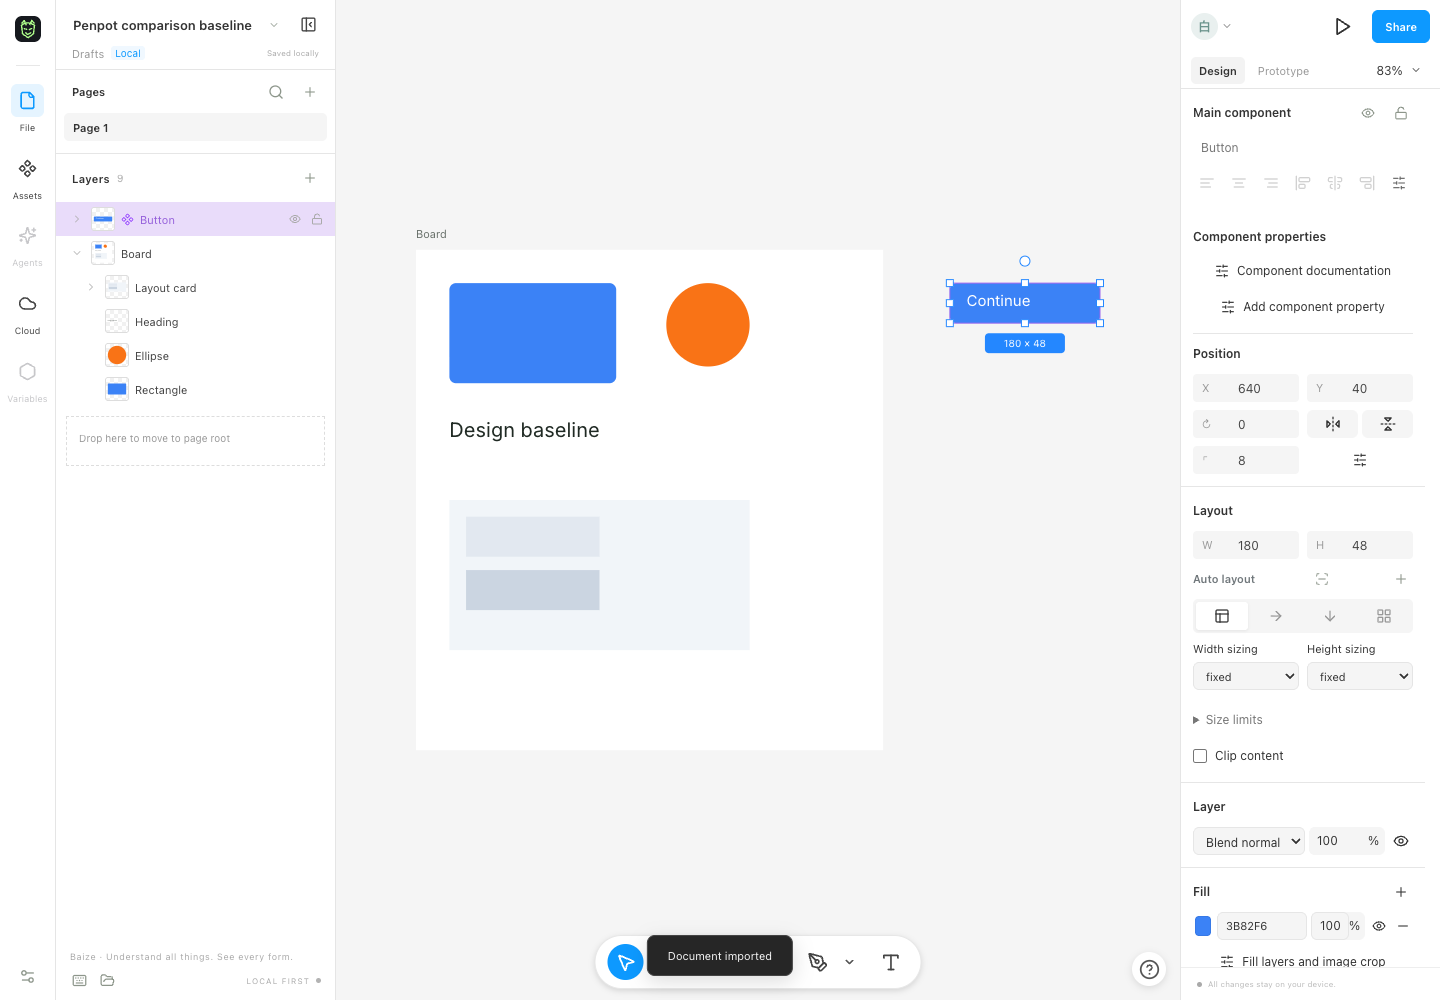 Penpot comparison baseline
Drafts Local Saved locally
Pages
Page 1
Layers 9
Button
Board
Layout card
Heading
Ellipse
Rectangle
Drop here to move to page root
File
Assets
Agents
Cloud
Variables
Baize · Understand all things. See every form.
LOCAL FIRST
Board
Design baseline
Continue
180 × 48
Document imported
白
Share
Design Prototype 83%
Main component
Button
Component properties
Component documentation
Add component property
Position
X 640 Y 40
0
8
Layout
W 180 H 48
Auto layout
Width sizing Height sizing
fixed fixed
Size limits
Clip content
Layer
Blend normal 100 %
Fill
3B82F6 100 %
Fill layers and image crop
All changes stay on your device.